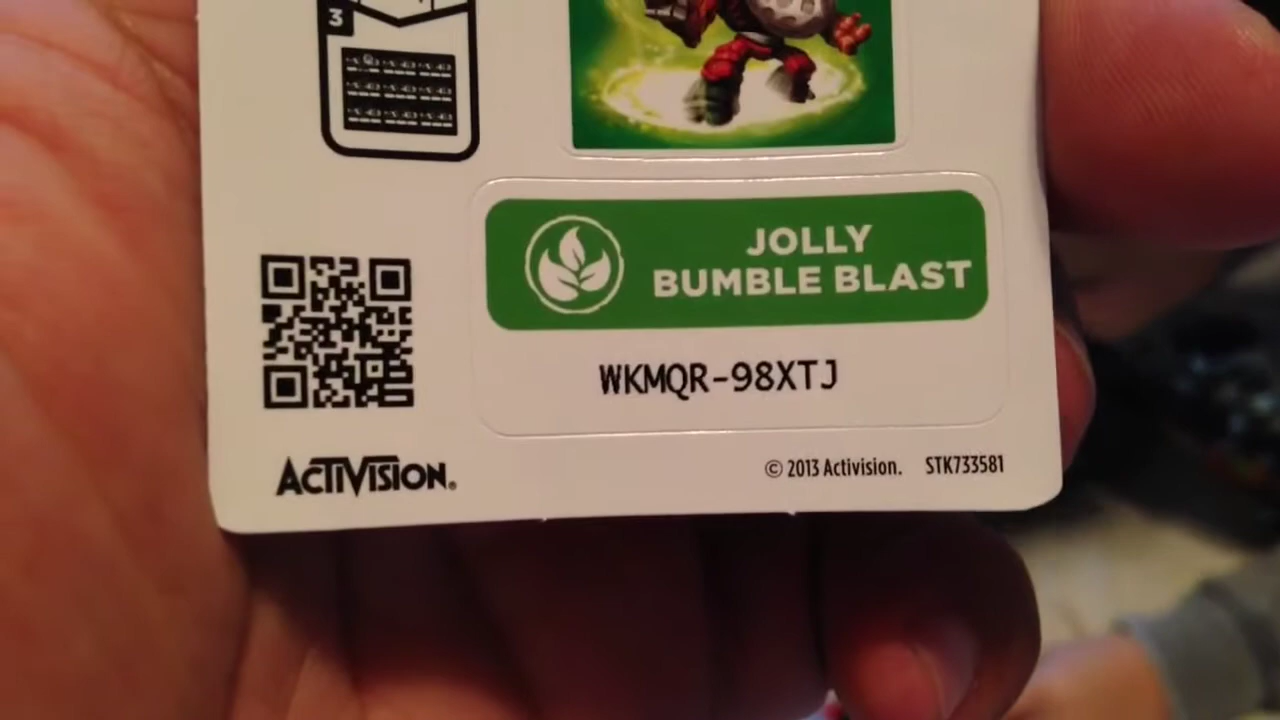 3
JOLLY
BUMBLE BLAST
WKMQR-98XTJ
ACTIVISION.
© 2013 Activision. STK733581